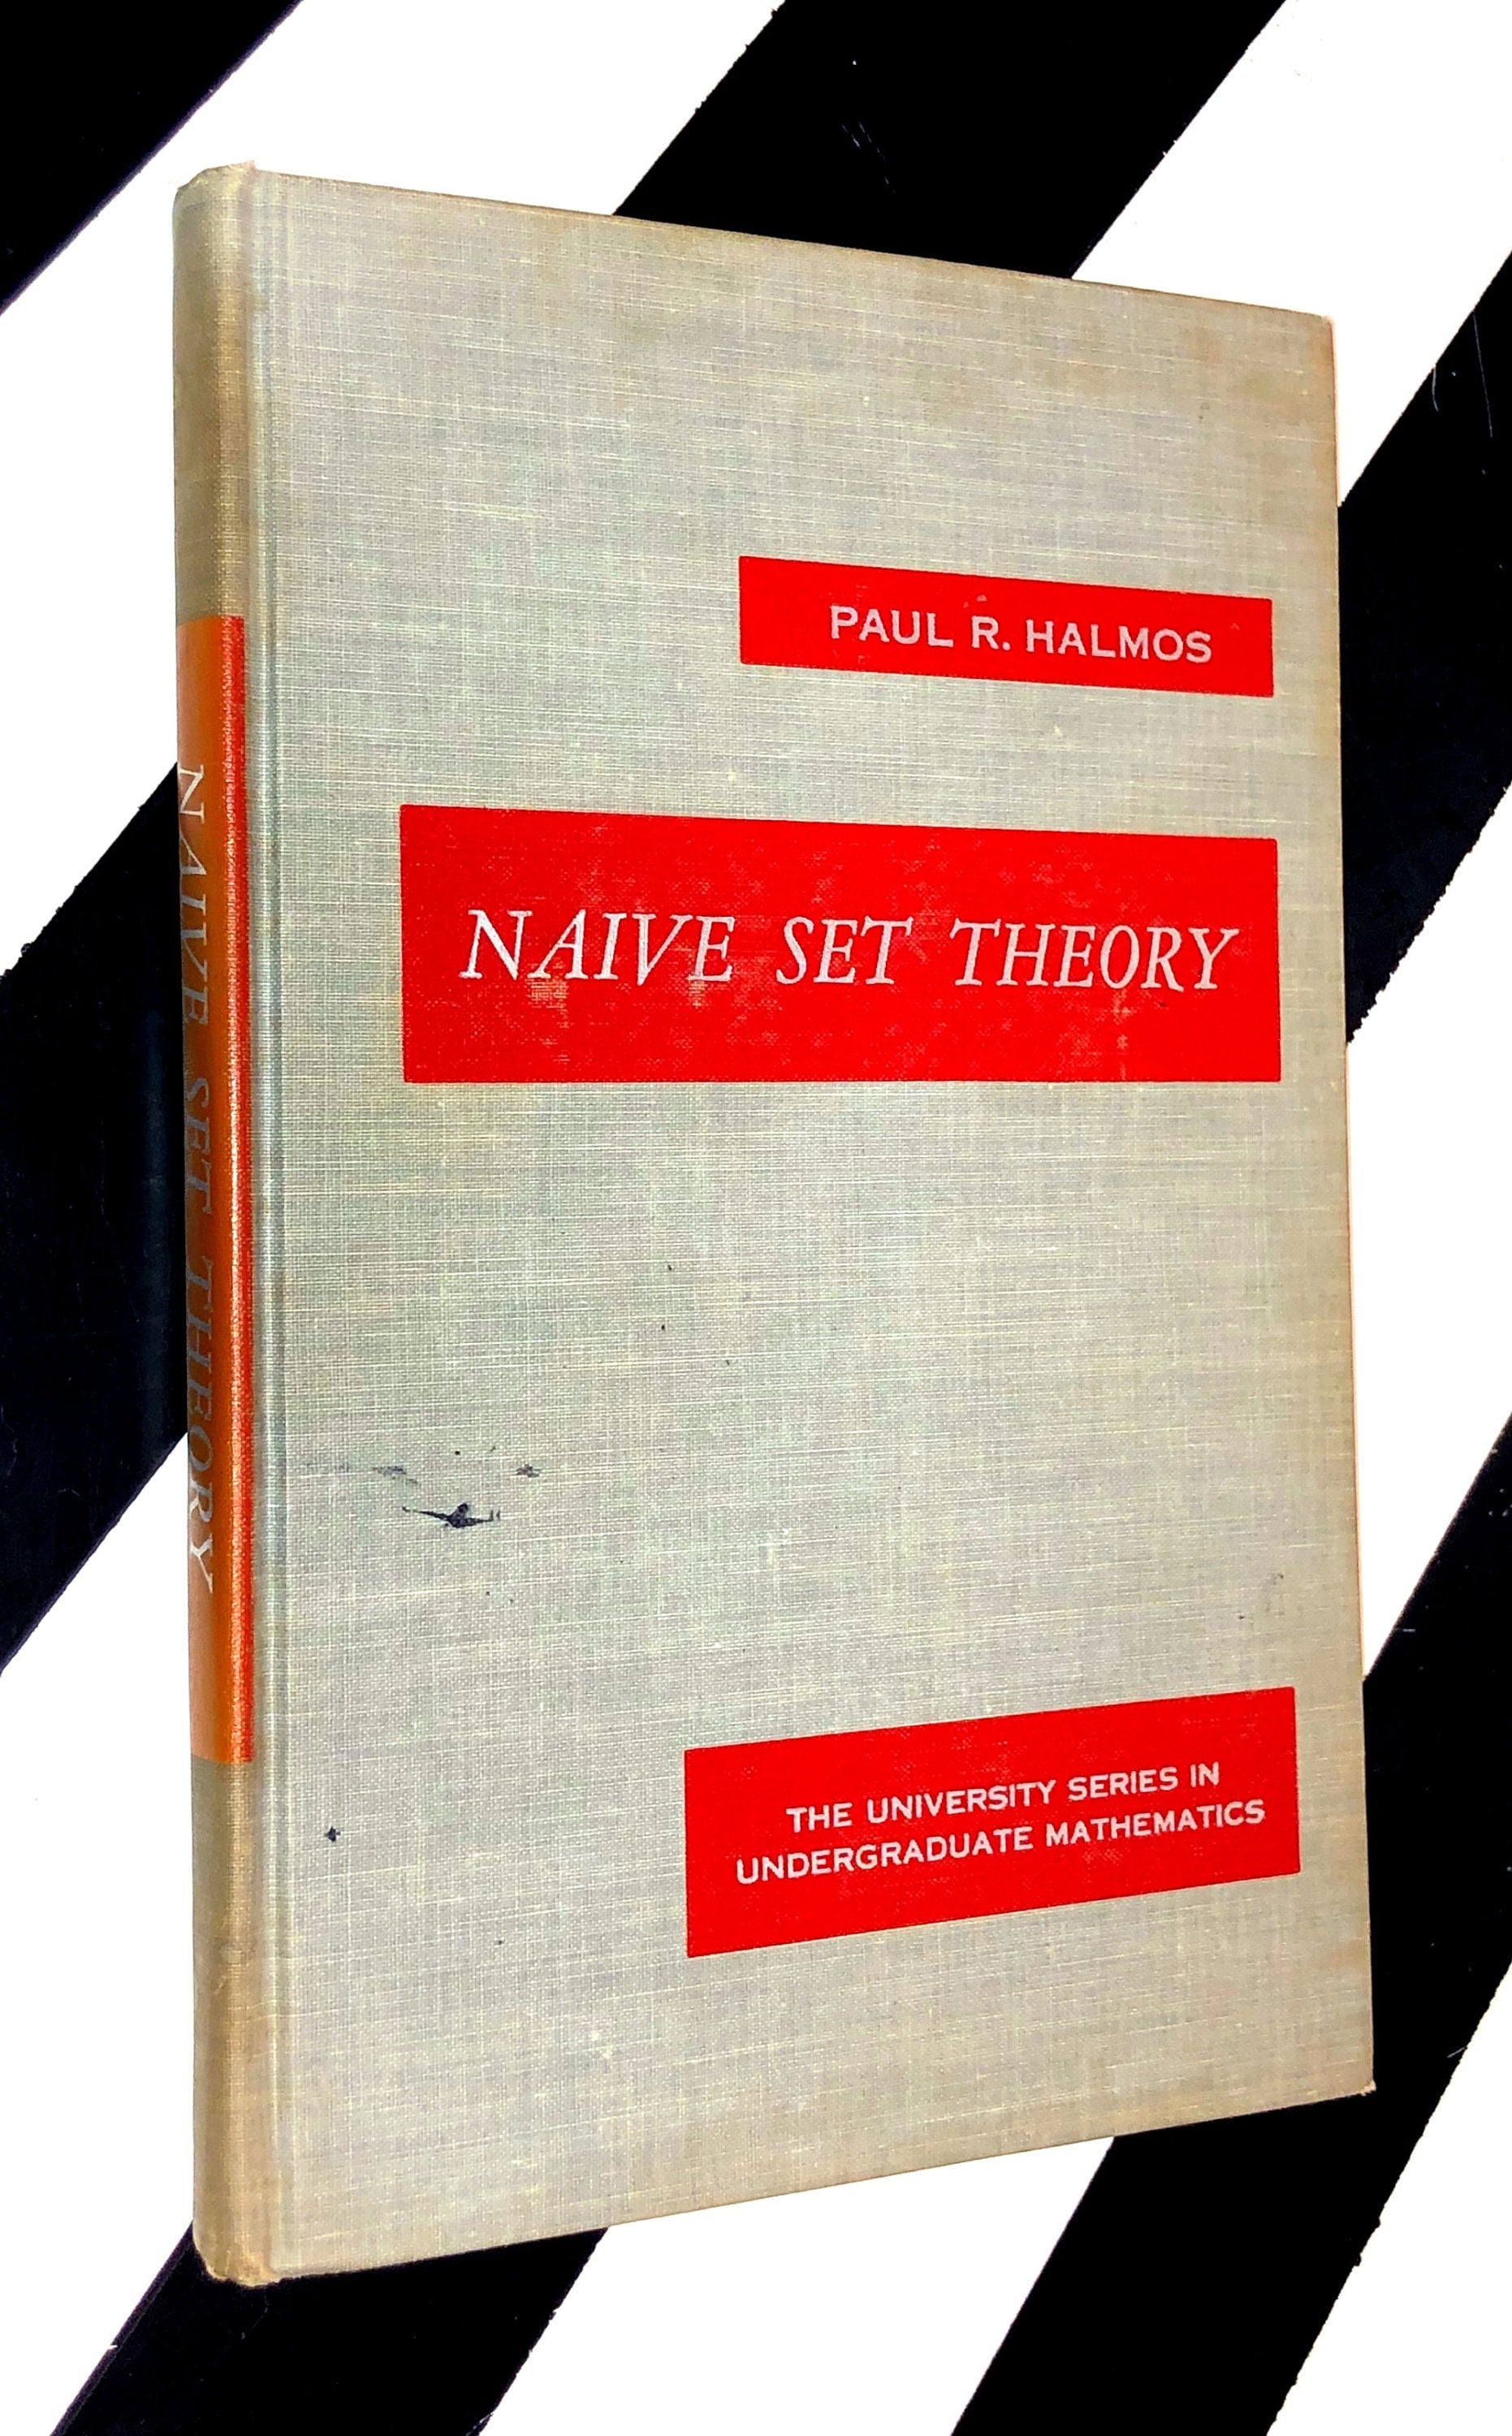 PAUL R. HALMOS
NAIVE SET THEORY
THE UNIVERSITY SERIES IN
UNDERGRADUATE MATHEMATICS
NAIVE SET THEORY